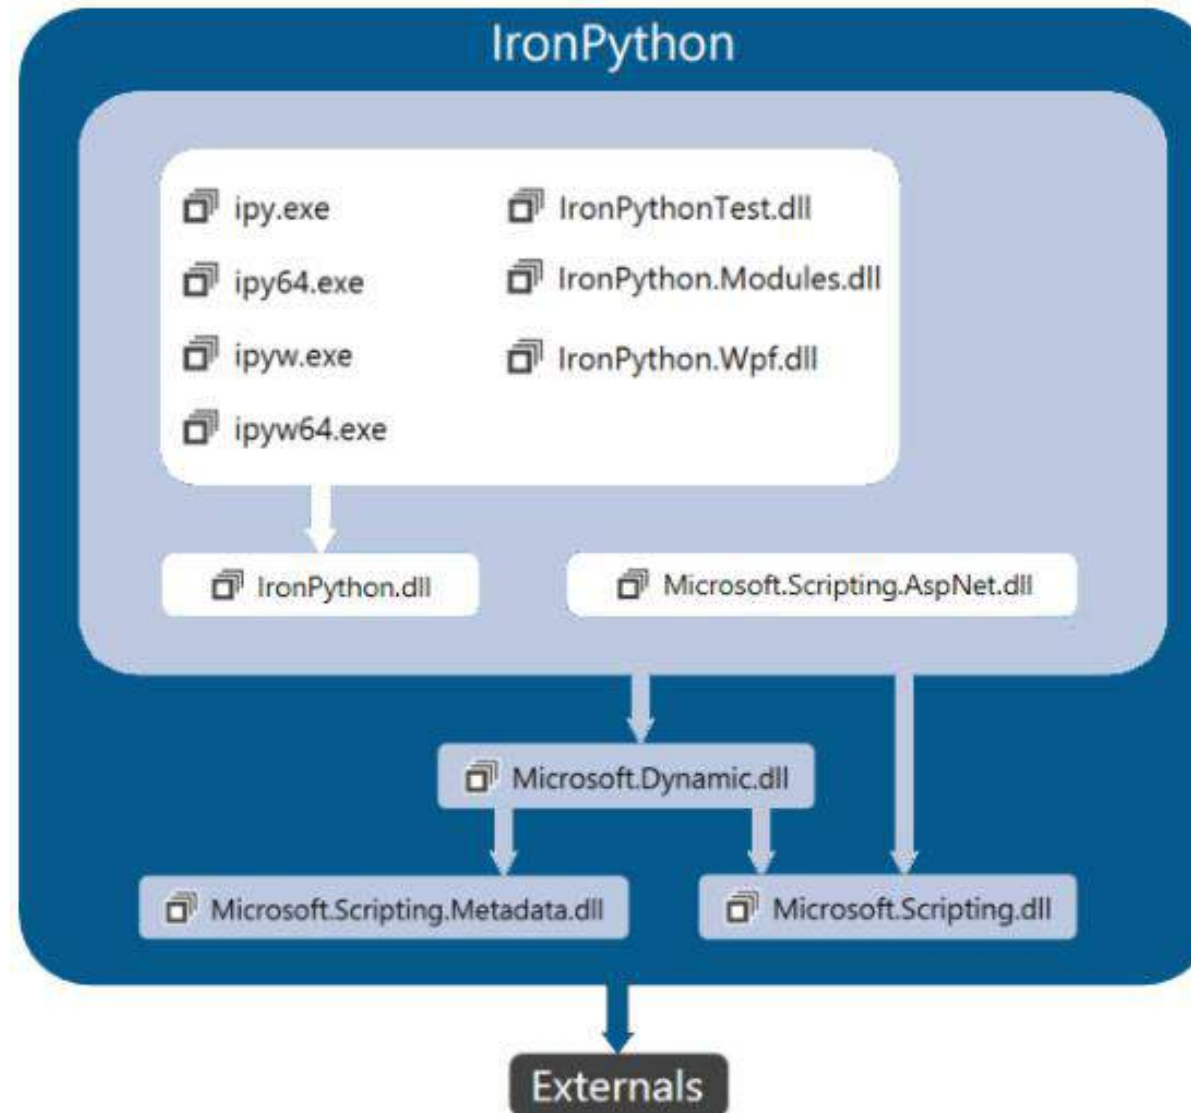 IronPython
ipy.exe
IronPythonTest.dll
ipy64.exe
IronPython.Modules.dll
ipyw.exe
IronPython.Wpf.dll
ipyw64.exe
IronPython.dll
Microsoft.Scripting.AspNet.dll
Microsoft.Dynamic.dll
Microsoft.Scripting.Metadata.dll
Microsoft.Scripting.dll
Externals